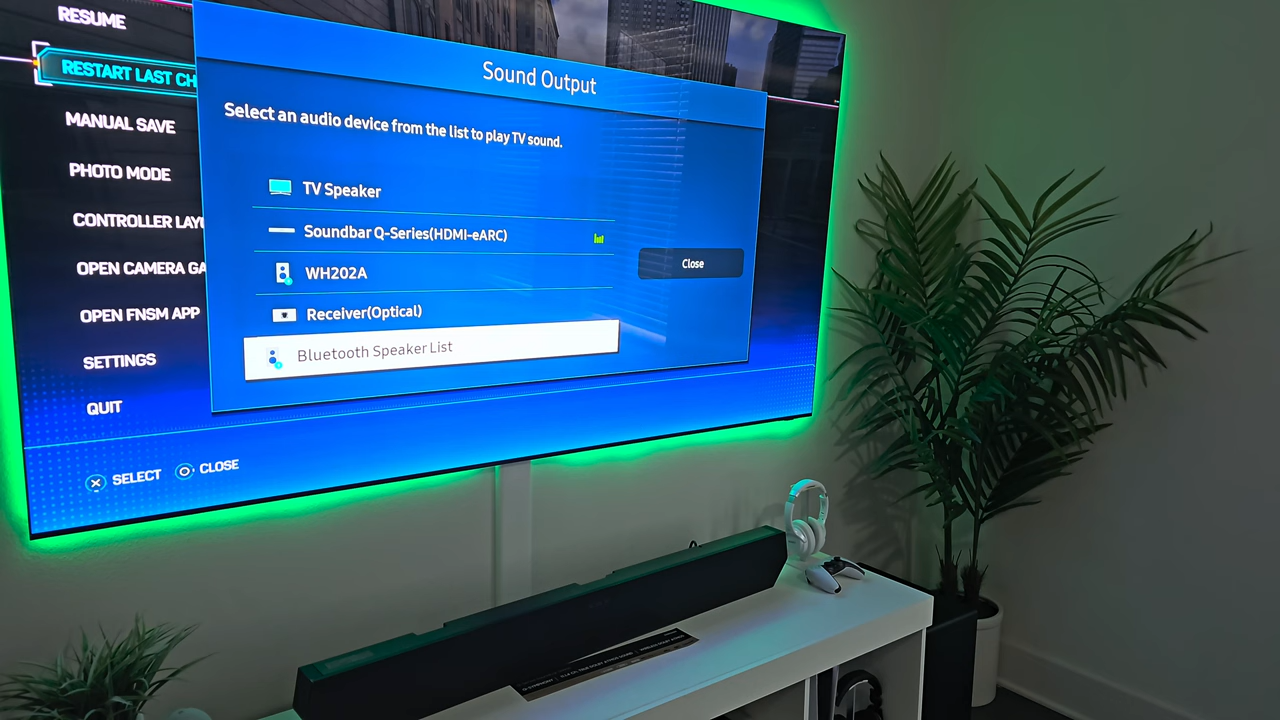 RESUME
RESTART LAST CH
MANUAL SAVE
PHOTO MODE
CONTROLLER LAYO
OPEN CAMERA GA
OPEN FNSM APP
SETTINGS
QUIT
SELECT
CLOSE
Sound Output
Select an audio device from the list to play TV sound.
TV Speaker
Soundbar Q-Series(HDMI-eARC)
WH202A
Receiver(Optical)
Bluetooth Speaker List
Close